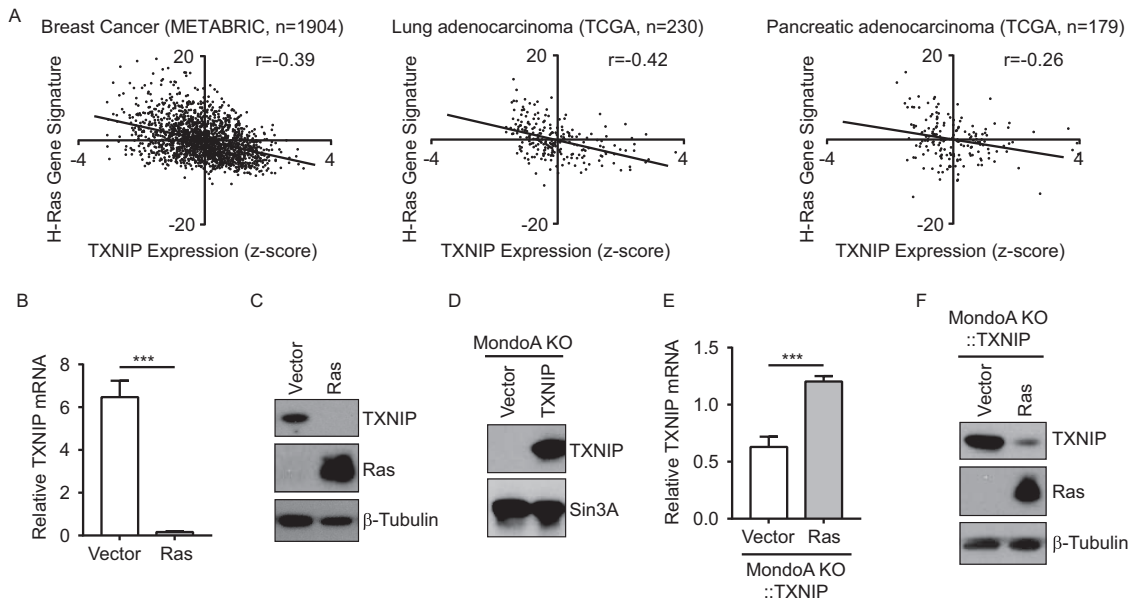 A
Breast Cancer (METABRIC, n=1904)
20
r=-0.39
H-Ras Gene Signature
-4
4
-20
TXNIP Expression (z-score)
Lung adenocarcinoma (TCGA, n=230)
20
r=-0.42
H-Ras Gene Signature
-4
4
-20
TXNIP Expression (z-score)
Pancreatic adenocarcinoma (TCGA, n=179)
20
r=-0.26
H-Ras Gene Signature
-4
4
-20
TXNIP Expression (z-score)
B
Relative TXNIP mRNA
8
6
4
2
0
***
Vector
Ras
C
Vector
Ras
TXNIP
Ras
β-Tubulin
D
MondoA KO
Vector
TXNIP
TXNIP
Sin3A
E
Relative TXNIP mRNA
1.5
1.0
0.5
0.0
***
Vector
Ras
MondoA KO
::TXNIP
F
MondoA KO
::TXNIP
Vector
Ras
TXNIP
Ras
β-Tubulin